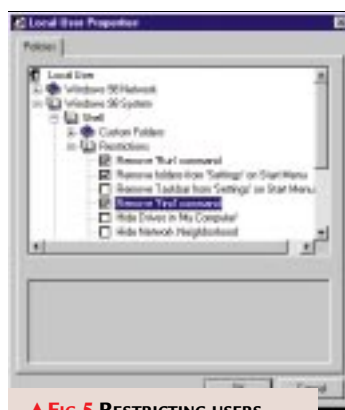 Local User Properties
Policies
Local User
Windows 98 Network
Windows 98 System
Shell
Custom Folders
Restrictions
Remove 'Run' command
Remove folders from 'Settings' on Start Menu
Remove Taskbar from 'Settings' on Start Menu
Remove 'Find' command
Hide Drives in 'My Computer'
Hide Network Neighborhood
▲FIG 5 RESTRICTING USERS